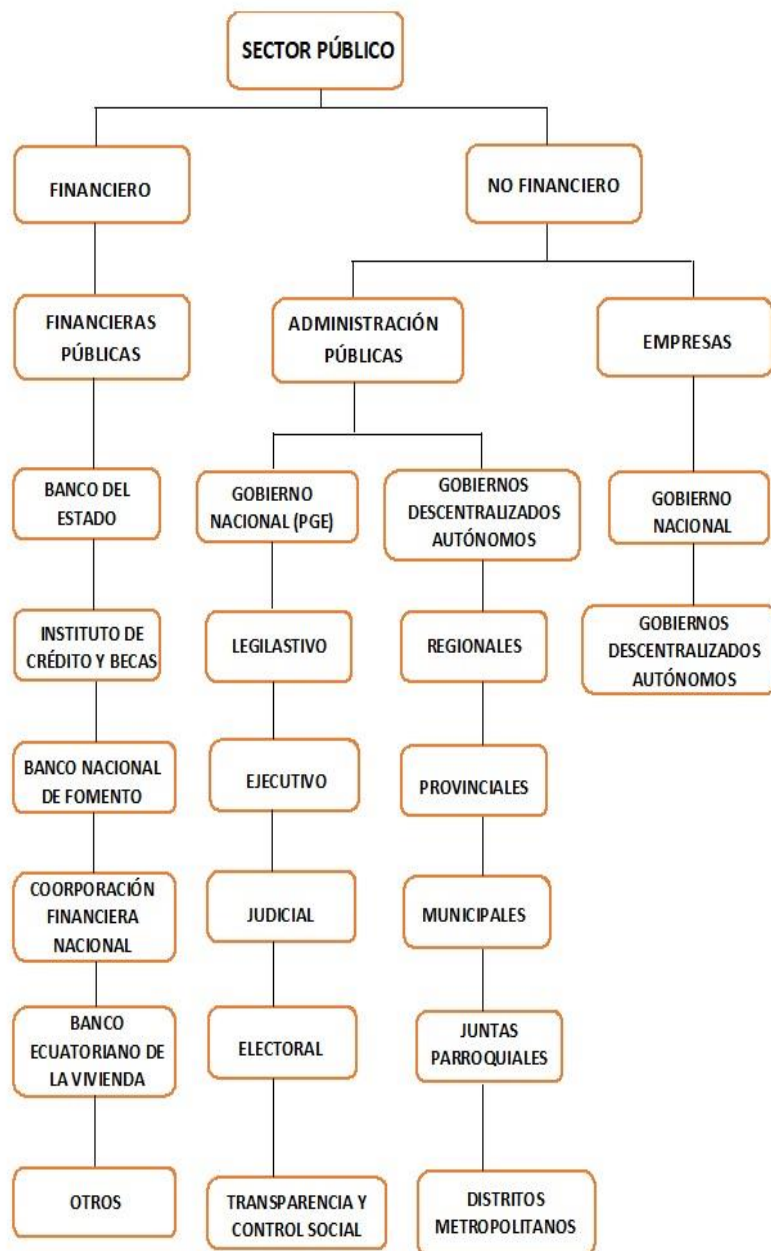 SECTOR PÚBLICO
FINANCIERO
NO FINANCIERO
FINANCIERAS
PÚBLICAS
ADMINISTRACIÓN
PÚBLICAS
EMPRESAS
BANCO DEL
ESTADO
GOBIERNO
NACIONAL (PGE)
GOBIERNOS
DESCENTRALIZADOS
AUTÓNOMOS
GOBIERNO
NACIONAL
INSTITUTO DE
CRÉDITO Y BECAS
LEGILASTIVO
REGIONALES
GOBIERNOS
DESCENTRALIZADOS
AUTÓNOMOS
BANCO NACIONAL
DE FOMENTO
EJECUTIVO
PROVINCIALES
COORPORACIÓN
FINANCIERA
NACIONAL
JUDICIAL
MUNICIPALES
BANCO
ECUATORIANO DE
LA VIVIENDA
ELECTORAL
JUNTAS
PARROQUIALES
OTROS
TRANSPARENCIA Y
CONTROL SOCIAL
DISTRITOS
METROPOLITANOS